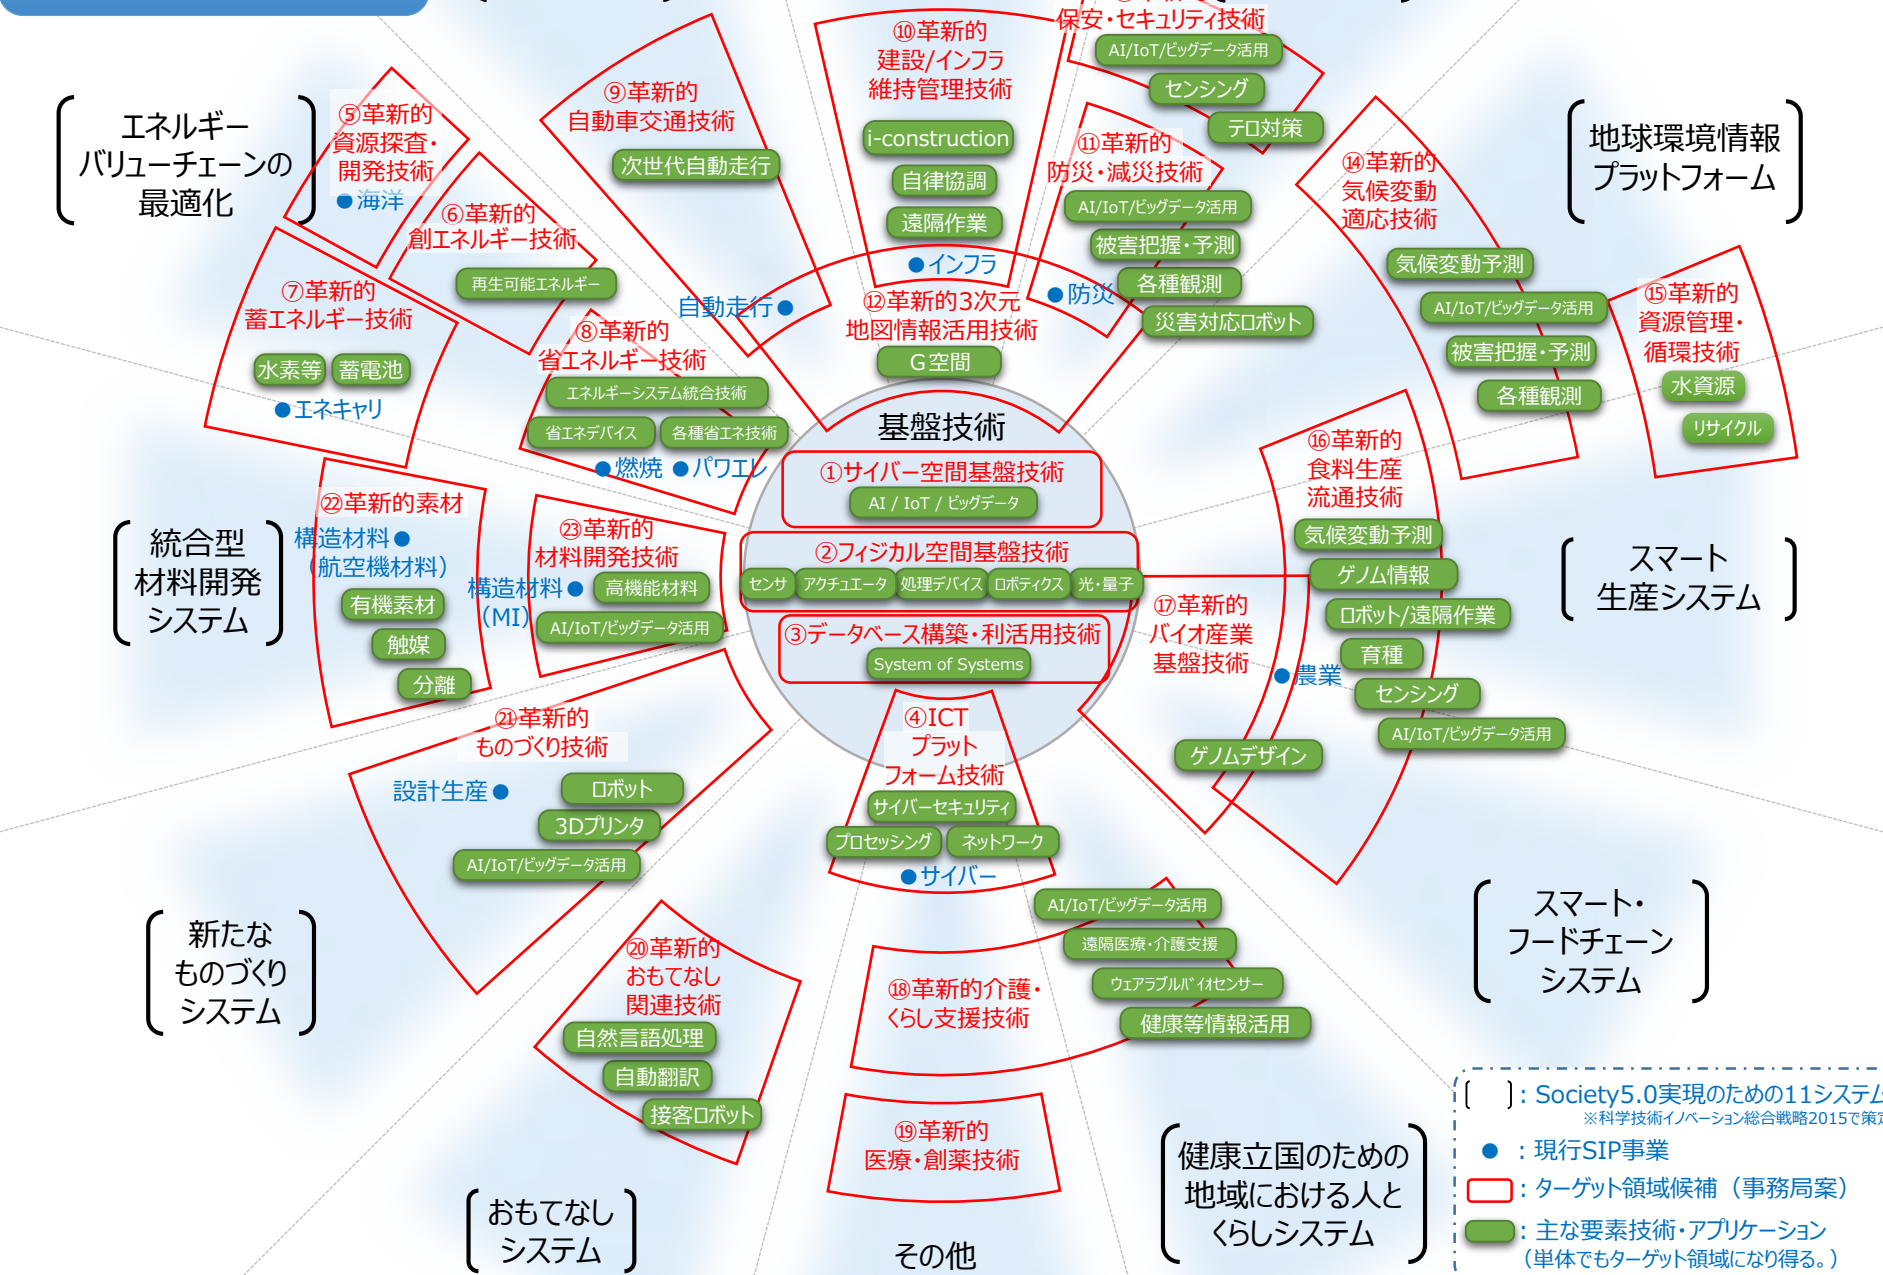 ⑩革新的
建設/インフラ
維持管理技術
i-construction
自律協調
遠隔作業
●インフラ
保安・セキュリティ技術
AI/IoT/ビッグデータ活用
センシング
テロ対策
⑨革新的
自動車交通技術
次世代自動走行
自動走行●
⑪革新的
防災・減災技術
AI/IoT/ビッグデータ活用
被害把握・予測
各種観測
災害対応ロボット
●防災
⑫革新的3次元
地図情報活用技術
G空間
エネルギー
バリューチェーンの
最適化
⑤革新的
資源探査・
開発技術
●海洋
⑥革新的
創エネルギー技術
再生可能エネルギー
⑦革新的
蓄エネルギー技術
水素等
蓄電池
●エネキャリ
⑧革新的
省エネルギー技術
エネルギーシステム統合技術
省エネデバイス
各種省エネ技術
●燃焼 ●パワエレ
地球環境情報
プラットフォーム
⑭革新的
気候変動
適応技術
気候変動予測
AI/IoT/ビッグデータ活用
被害把握・予測
各種観測
⑮革新的
資源管理・
循環技術
水資源
リサイクル
基盤技術
①サイバー空間基盤技術
AI / IoT / ビッグデータ
②フィジカル空間基盤技術
センサ
アクチュエータ
処理デバイス
ロボティクス
光・量子
③データベース構築・利活用技術
System of Systems
④ICT
プラット
フォーム技術
サイバーセキュリティ
プロセッシング
ネットワーク
●サイバー
統合型
材料開発
システム
㉒革新的素材
構造材料●
(航空機材料)
有機素材
触媒
分離
㉓革新的
材料開発技術
構造材料●
(MI)
高機能材料
AI/IoT/ビッグデータ活用
スマート
生産システム
⑯革新的
食料生産
流通技術
気候変動予測
ゲノム情報
ロボット/遠隔作業
育種
センシング
AI/IoT/ビッグデータ活用
●農業
⑰革新的
バイオ産業
基盤技術
ゲノムデザイン
㉑革新的
ものづくり技術
設計生産●
ロボット
3Dプリンタ
AI/IoT/ビッグデータ活用
新たな
ものづくり
システム
⑳革新的
おもてなし
関連技術
自然言語処理
自動翻訳
接客ロボット
おもてなし
システム
⑱革新的介護・
くらし支援技術
AI/IoT/ビッグデータ活用
遠隔医療・介護支援
ウェアラブルバイオセンサー
健康等情報活用
⑲革新的
医療・創薬技術
その他
スマート・
フードチェーン
システム
健康立国のための
地域における人と
くらしシステム
[ ]: Society5.0実現のための11システム
※科学技術イノベーション総合戦略2015で策定
● : 現行SIP事業
: ターゲット領域候補(事務局案)
: 主な要素技術・アプリケーション
(単体でもターゲット領域になり得る。)